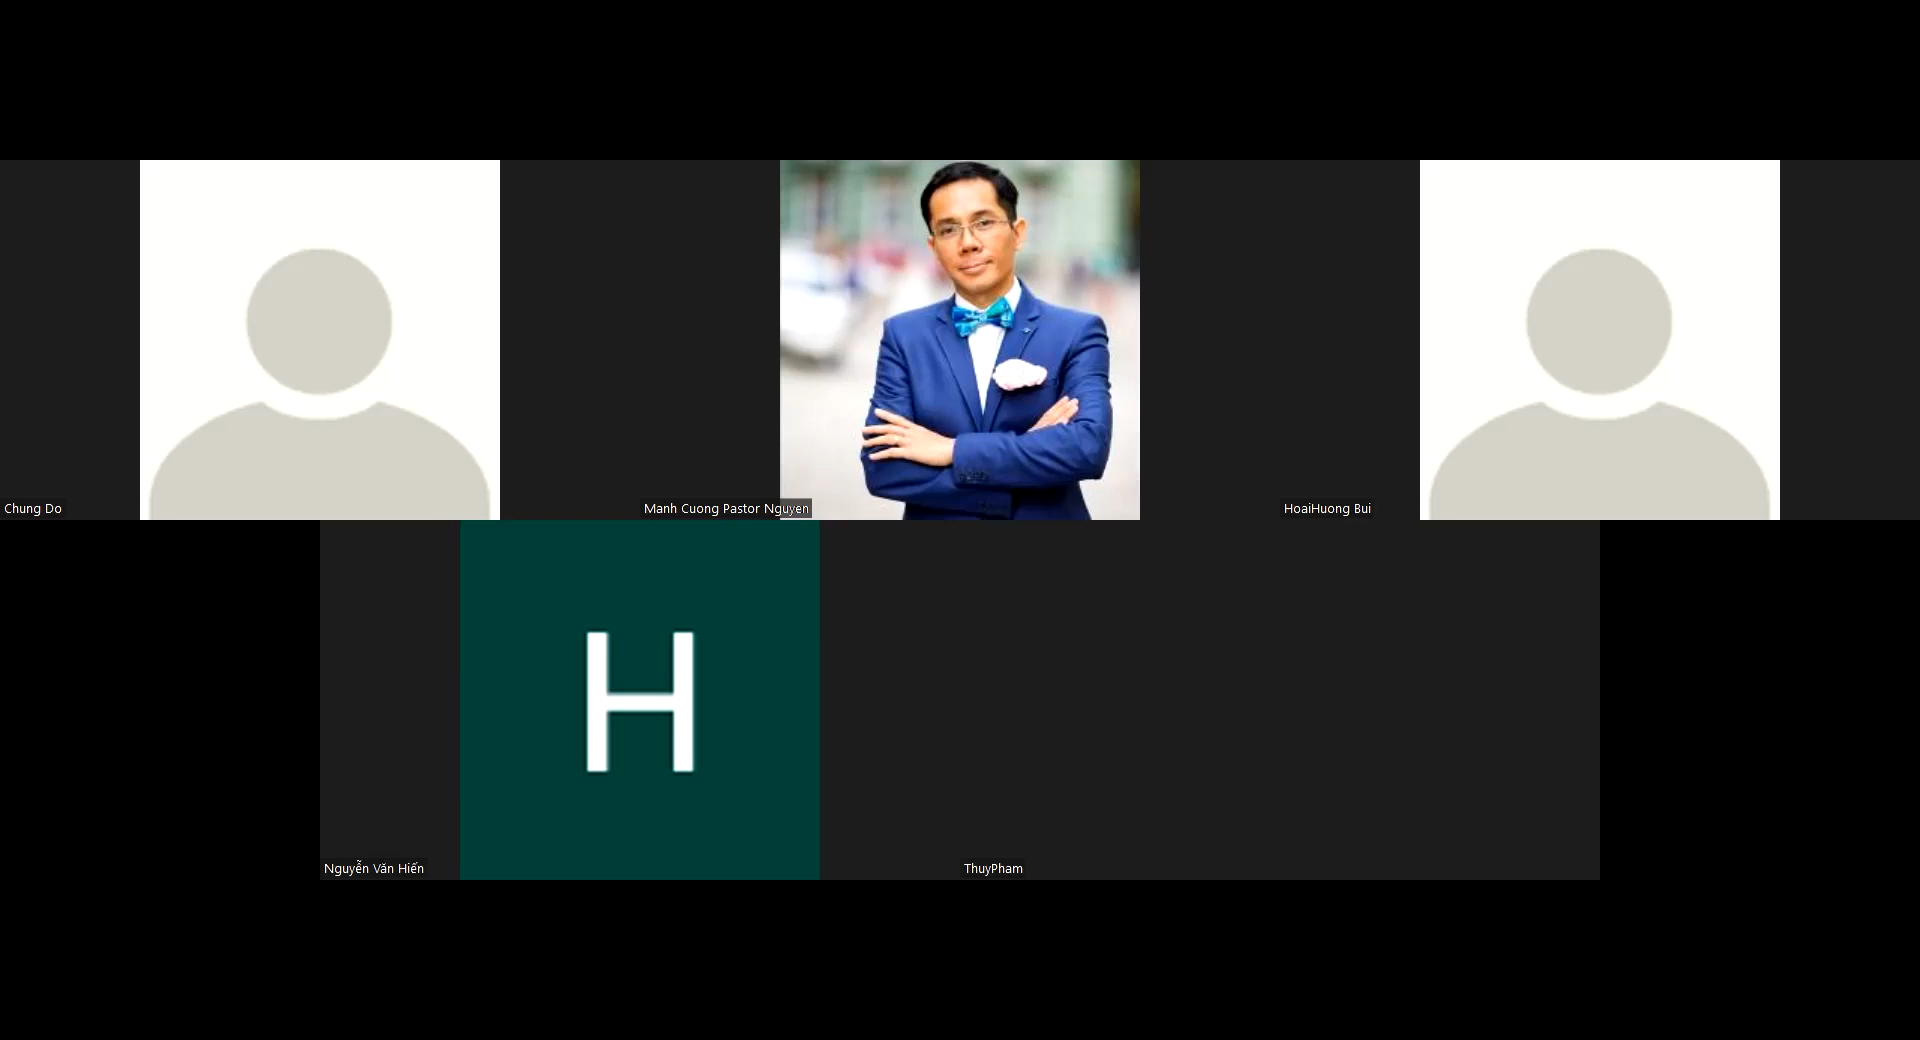 Chung Do
Manh Cuong Pastor Nguyen
HoaiHuong Bui
H
Nguyễn Văn Hiến
ThuyPham